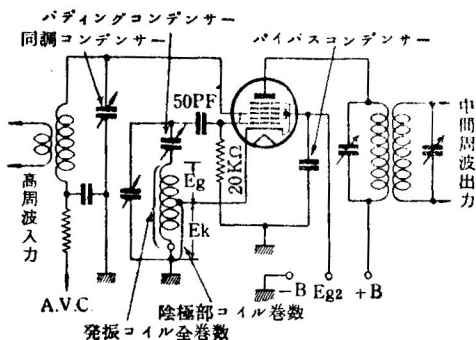 パディングコンデンサー
同調コンデンサー
バイパスコンデンサー
50PF
20KΩ
Eg
Ek
高周波入力
中間周波出力
A.V.C.
−B Eg2 +B
陰極部コイル巻数
発振コイル全巻数